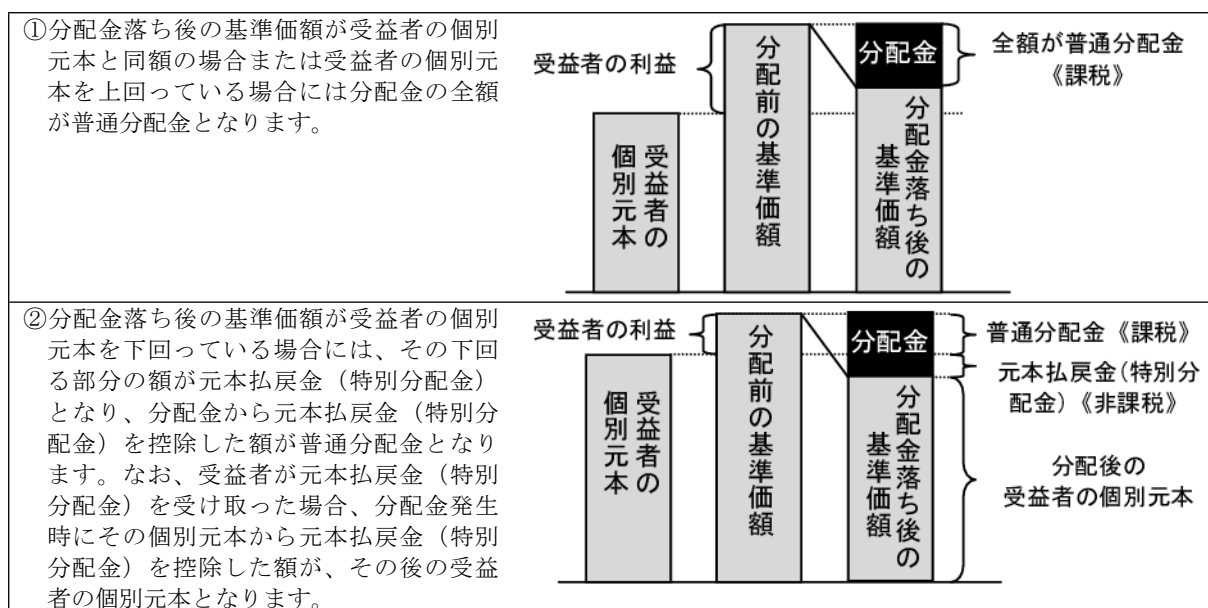 ①分配金落ち後の基準価額が受益者の個別
元本と同額の場合または受益者の個別元
本を上回っている場合には分配金の全額
が普通分配金となります。
受益者の利益
受益者の
個別元本
分配前の基準価額
分配金
分配金落ち後の
基準価額
全額が普通分配金
《課税》
②分配金落ち後の基準価額が受益者の個別
元本を下回っている場合には、その下回
る部分の額が元本払戻金（特別分配金）
となり、分配金から元本払戻金（特別分
配金）を控除した額が普通分配金となり
ます。なお、受益者が元本払戻金（特別
分配金）を受け取った場合、分配金発生
時にその個別元本から元本払戻金（特別
分配金）を控除した額が、その後の受益
者の個別元本となります。
受益者の利益
受益者の
個別元本
分配前の基準価額
分配金
分配金落ち後の
基準価額
普通分配金《課税》
元本払戻金（特別分
配金）《非課税》
分配後の
受益者の個別元本